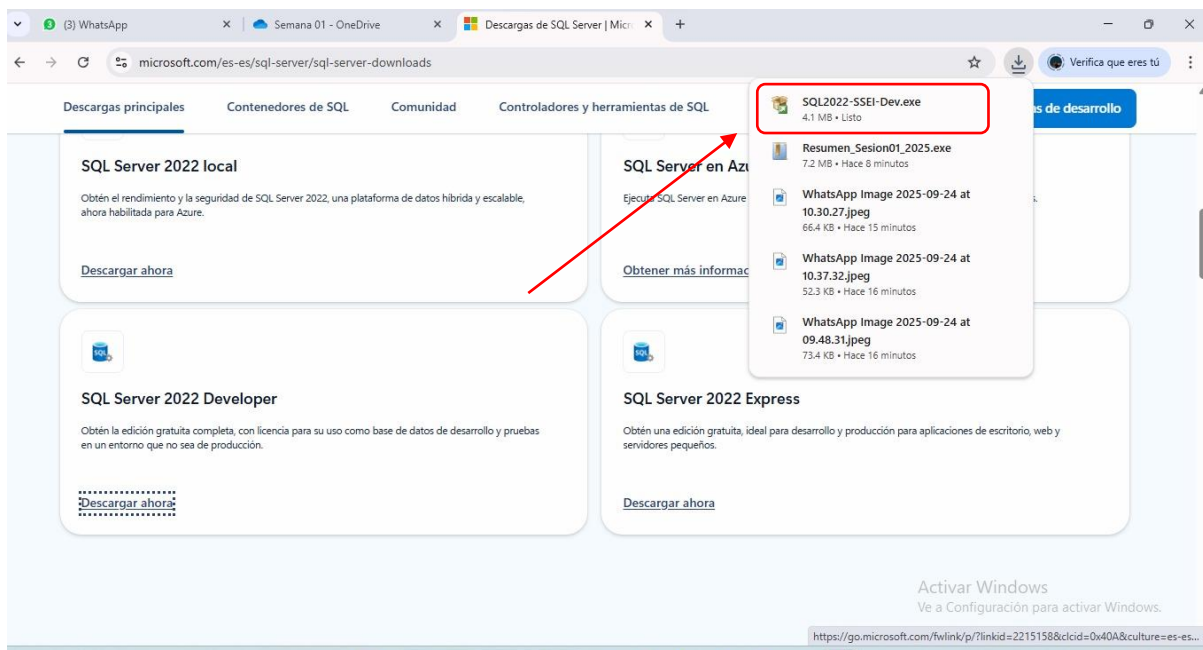 (3) WhatsApp
Semana 01 - OneDrive
Descargas de SQL Server | Micr
microsoft.com/es-es/sql-server/sql-server-downloads
Verifica que eres tú
Descargas principales
Contenedores de SQL
Comunidad
Controladores y herramientas de SQL
s de desarrollo
SQL2022-SSEI-Dev.exe
4.1 MB • Listo
Resumen_Sesion01_2025.exe
7.2 MB • Hace 8 minutos
WhatsApp Image 2025-09-24 at
10.30.27.jpeg
66.4 KB • Hace 15 minutos
WhatsApp Image 2025-09-24 at
10.37.32.jpeg
52.3 KB • Hace 16 minutos
WhatsApp Image 2025-09-24 at
09.48.31.jpeg
73.4 KB • Hace 16 minutos
SQL Server 2022 local
Obtén el rendimiento y la seguridad de SQL Server 2022, una plataforma de datos híbrida y escalable,
ahora habilitada para Azure.
Descargar ahora
SQL Server en Azu
Ejecuta SQL Server en Azure
s.
Obtener más informac
SQL
SQL Server 2022 Developer
Obtén la edición gratuita completa, con licencia para su uso como base de datos de desarrollo y pruebas
en un entorno que no sea de producción.
Descargar ahora
SQL
SQL Server 2022 Express
Obtén una edición gratuita, ideal para desarrollo y producción para aplicaciones de escritorio, web y
servidores pequeños.
Descargar ahora
Activar Windows
Ve a Configuración para activar Windows.
https://go.microsoft.com/fwlink/p/?linkid=2215158&clcid=0x40A&culture=es-es...